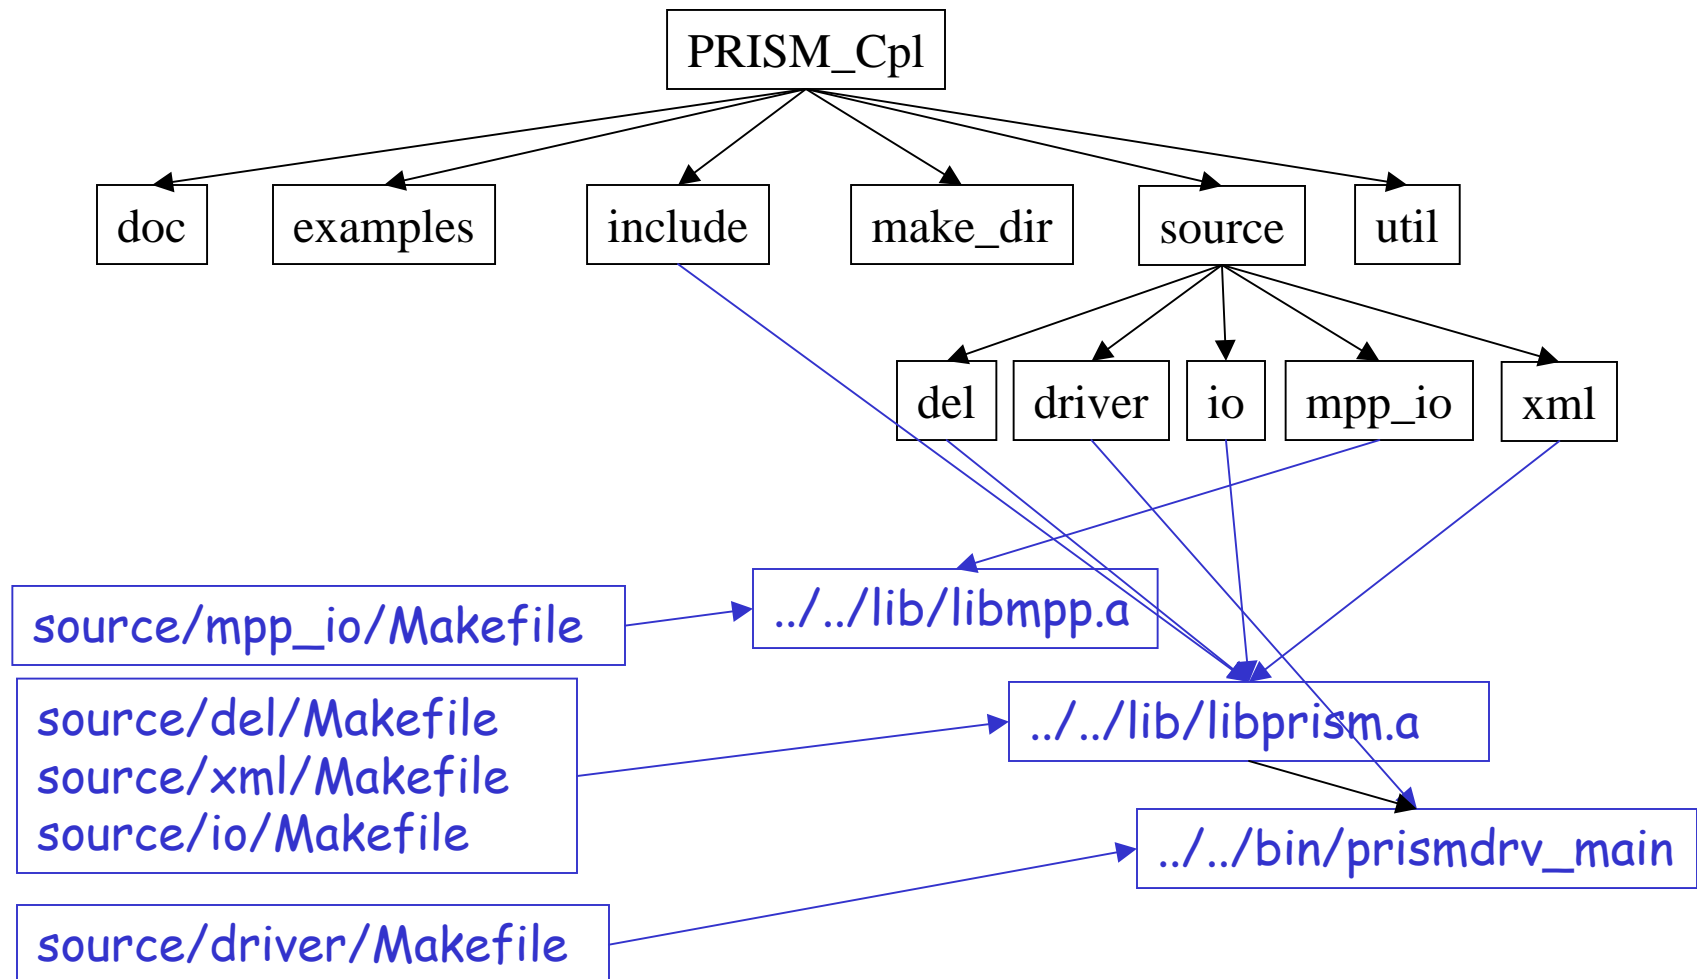 PRISM_Cpl
doc
examples
include
make_dir
source
util
del
driver
io
mpp_io
xml
source/mpp_io/Makefile
../../lib/libmpp.a
source/del/Makefile
source/xml/Makefile
source/io/Makefile
../../lib/libprism.a
../../bin/prismdrv_main
source/driver/Makefile